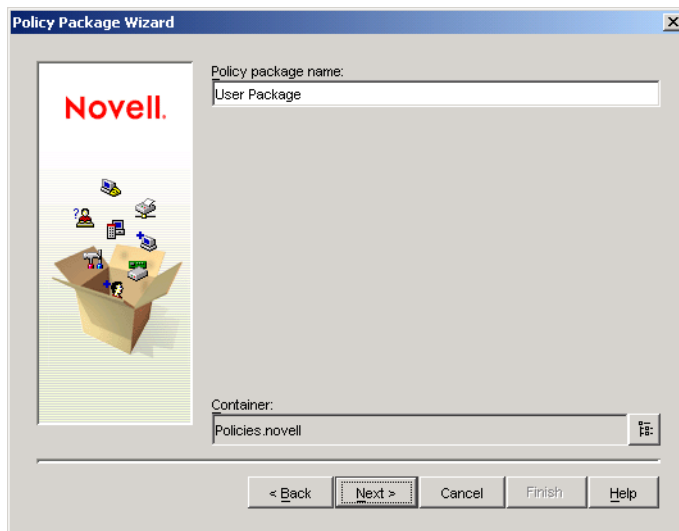 Policy Package Wizard
Novell.
Policy package name:
User Package
Container:
Policies.novell
< Back
Next >
Cancel
Finish
Help